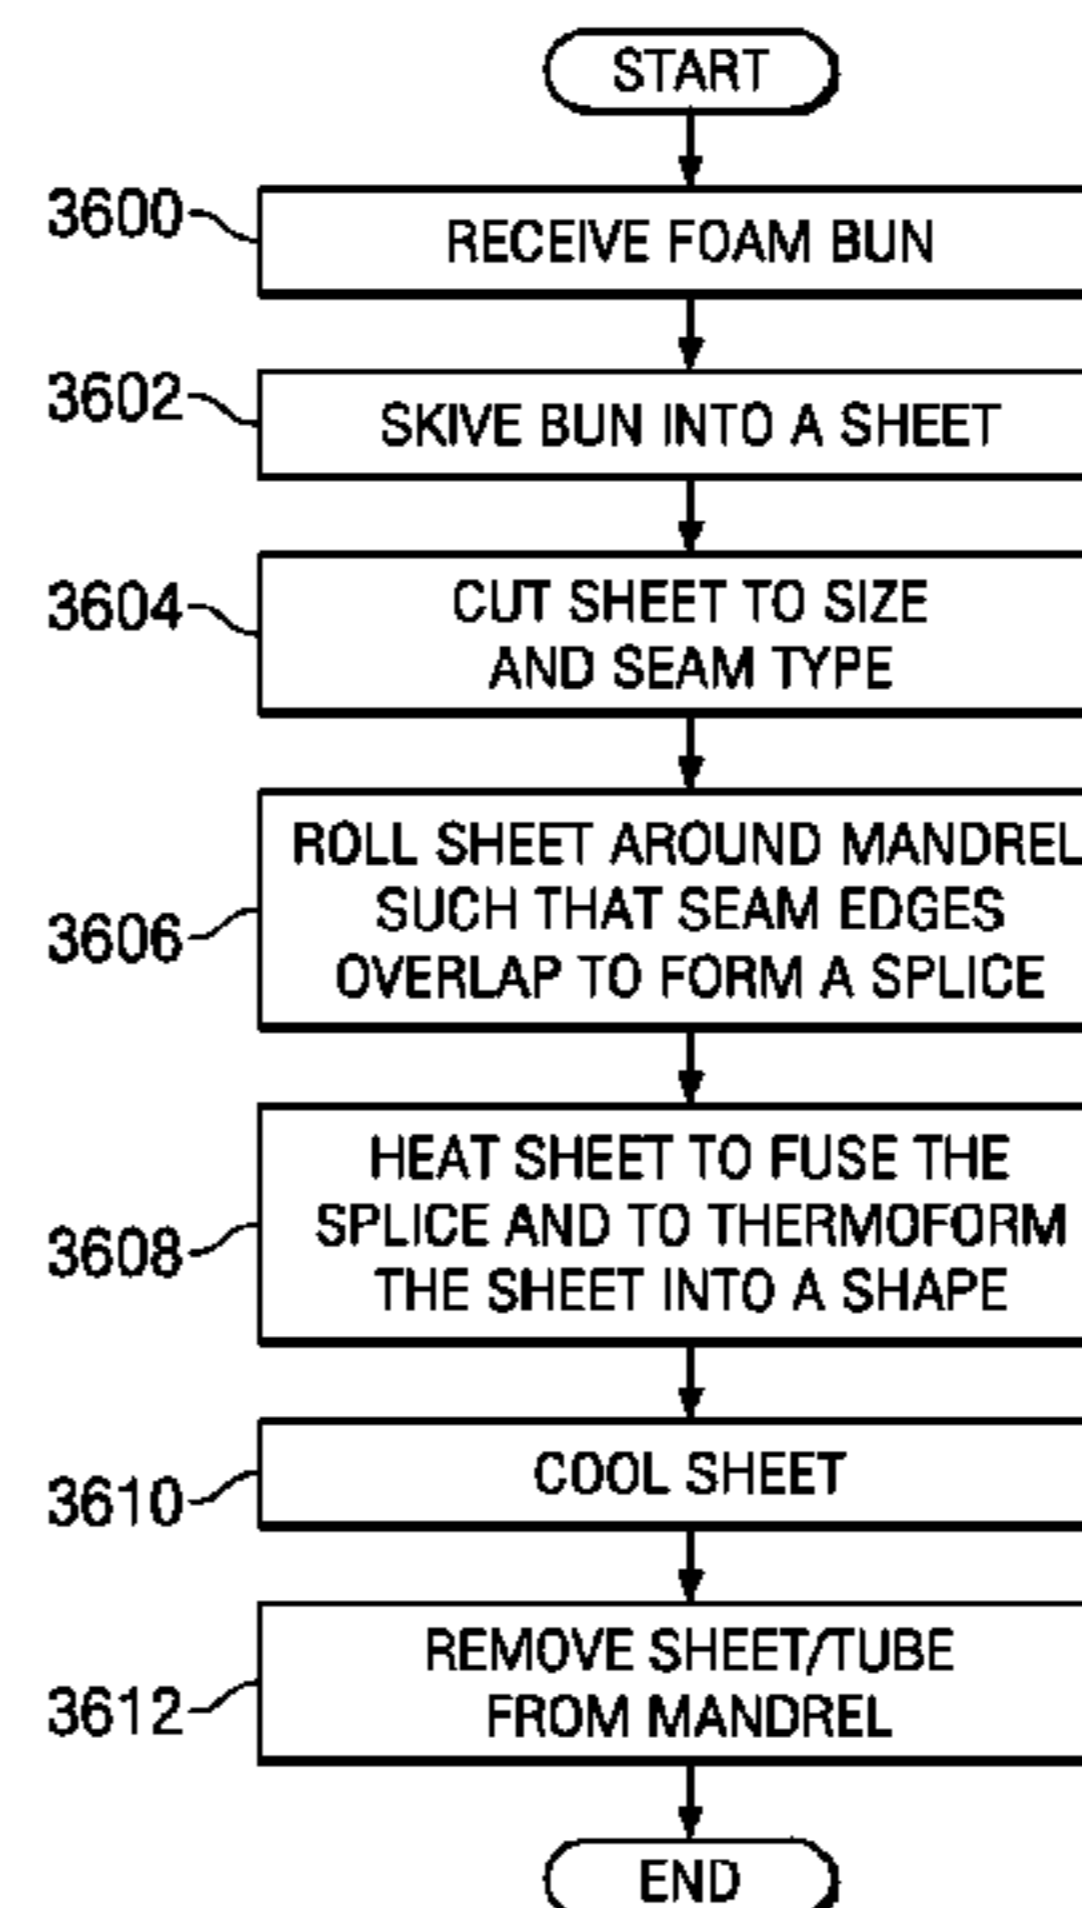 START
3600
RECEIVE FOAM BUN
3602
SKIVE BUN INTO A SHEET
3604
CUT SHEET TO SIZE
AND SEAM TYPE
3606
ROLL SHEET AROUND MANDREL
SUCH THAT SEAM EDGES
OVERLAP TO FORM A SPLICE
3608
HEAT SHEET TO FUSE THE
SPLICE AND TO THERMOFORM
THE SHEET INTO A SHAPE
3610
COOL SHEET
3612
REMOVE SHEET/TUBE
FROM MANDREL
END